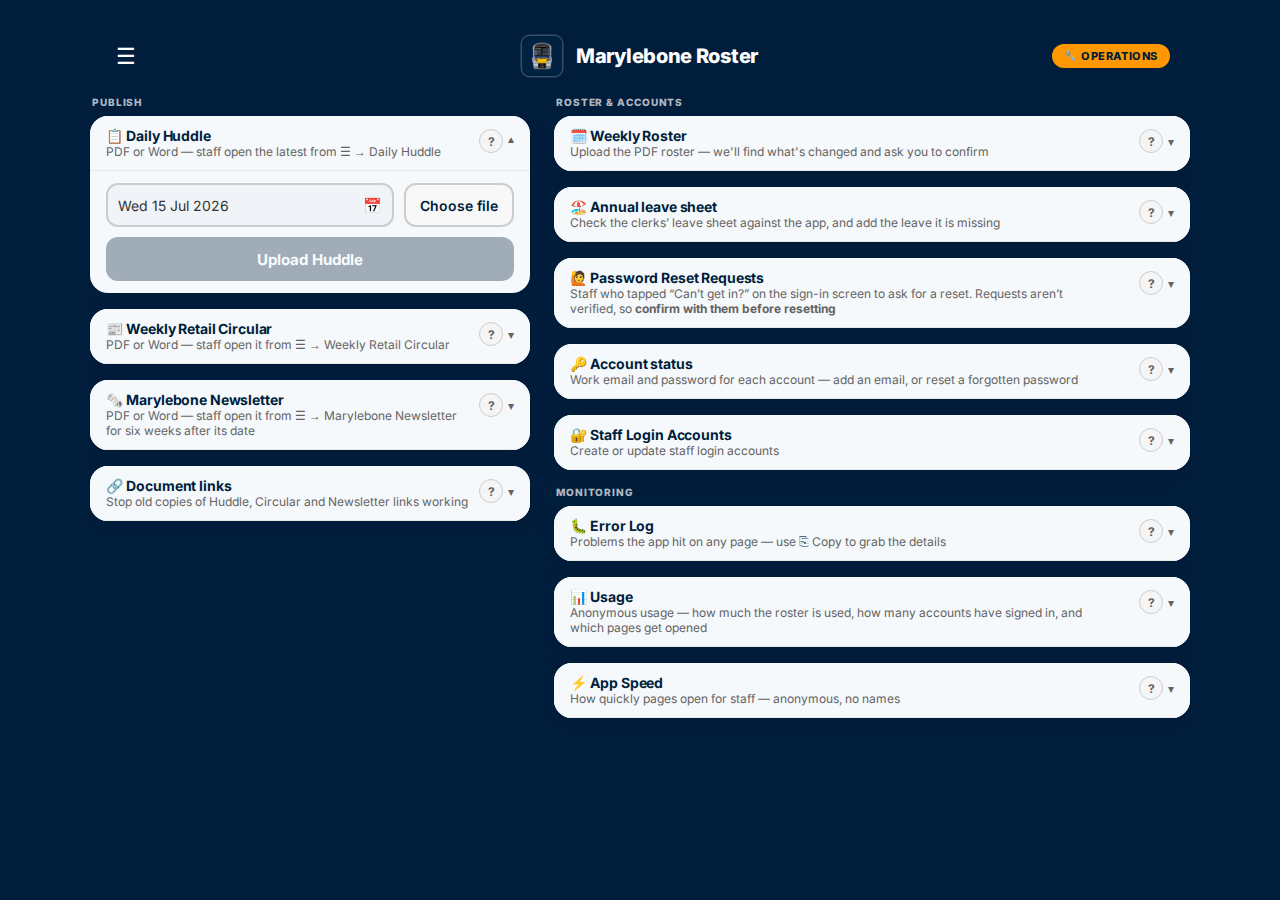 ☰
Marylebone Roster
🔧 OPERATIONS
PUBLISH
📋 Daily Huddle
PDF or Word — staff open the latest from ☰ → Daily Huddle
? ▲
Wed 15 Jul 2026 📅
Choose file
Upload Huddle
📰 Weekly Retail Circular
PDF or Word — staff open it from ☰ → Weekly Retail Circular
? ▼
🗞️ Marylebone Newsletter
PDF or Word — staff open it from ☰ → Marylebone Newsletter
for six weeks after its date
? ▼
🔗 Document links
Stop old copies of Huddle, Circular and Newsletter links working
? ▼
ROSTER & ACCOUNTS
🗓️ Weekly Roster
Upload the PDF roster — we'll find what's changed and ask you to confirm
? ▼
🏖️ Annual leave sheet
Check the clerks’ leave sheet against the app, and add the leave it is missing
? ▼
🙋 Password Reset Requests
Staff who tapped “Can’t get in?” on the sign-in screen to ask for a reset. Requests aren’t
verified, so confirm with them before resetting
? ▼
🔑 Account status
Work email and password for each account — add an email, or reset a forgotten password
? ▼
🔐 Staff Login Accounts
Create or update staff login accounts
? ▼
MONITORING
🐛 Error Log
Problems the app hit on any page — use ⎘ Copy to grab the details
? ▼
📊 Usage
Anonymous usage — how much the roster is used, how many accounts have signed in, and
which pages get opened
? ▼
⚡ App Speed
How quickly pages open for staff — anonymous, no names
? ▼